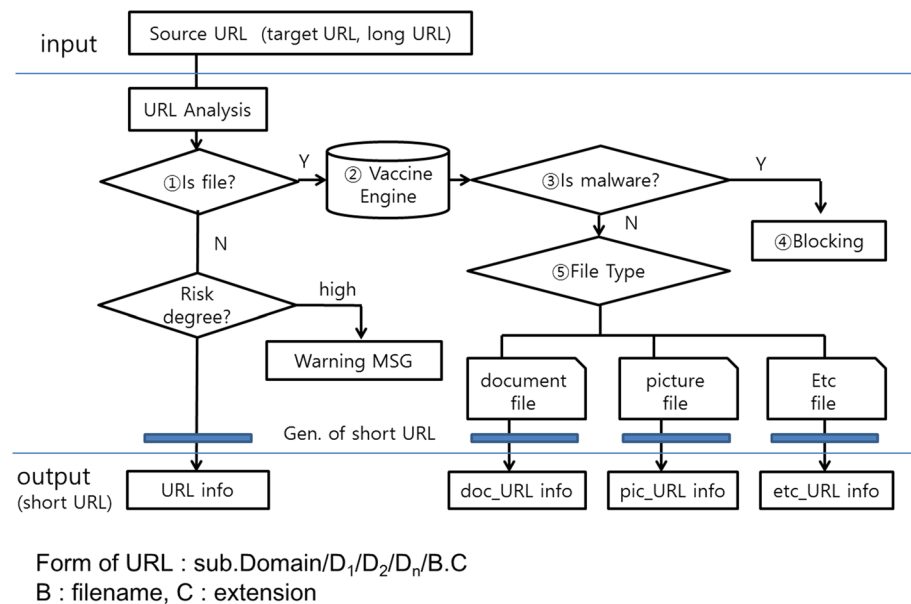 input
Source URL (target URL, long URL)
URL Analysis
①Is file?
Y
② Vaccine
Engine
③Is malware?
Y
④Blocking
N
N
⑤File Type
Risk
degree?
high
Warning MSG
document
file
picture
file
Etc
file
Gen. of short URL
output
(short URL)
URL info
doc_URL info
pic_URL info
etc_URL info
Form of URL : sub.Domain/D₁/D₂/Dₙ/B.C
B : filename, C : extension